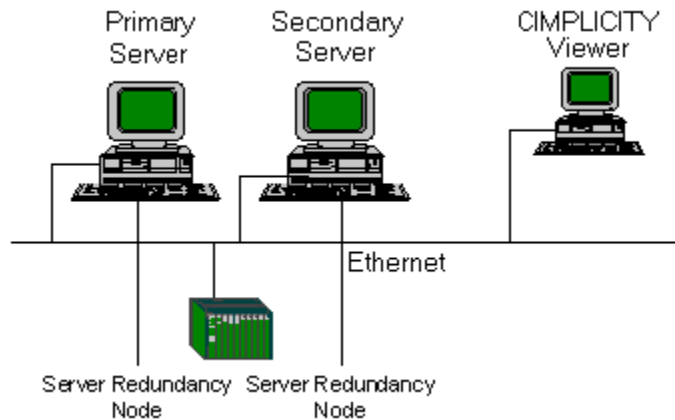 Primary
Server
Secondary
Server
CIMPLICITY
Viewer
Ethernet
Server Redundancy
Node
Server Redundancy
Node